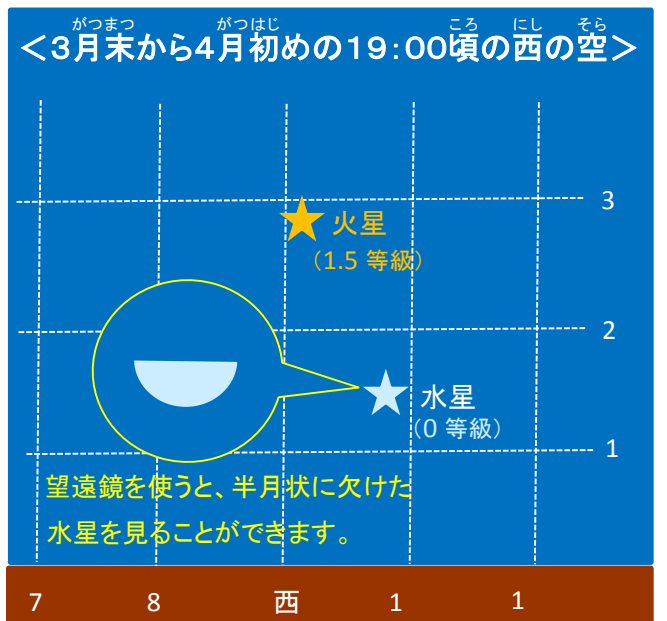 がつまつ がつはじ ころ にし そら
<3月末から4月初めの19:00頃の西の空>
3
火星
(1.5 等級)
2
水星
(0 等級)
1
望遠鏡を使うと、半月状に欠けた
水星を見ることができます。
7 8 西 1 1